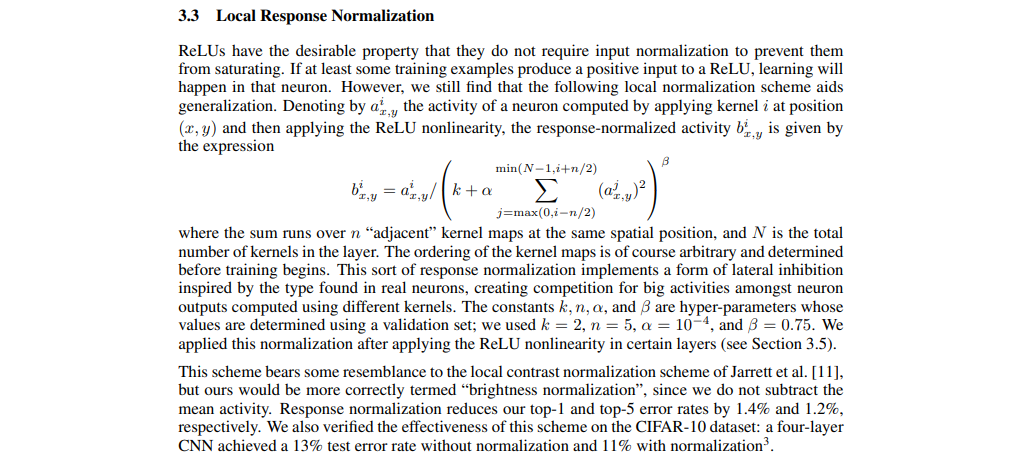 3.3 Local Response Normalization
ReLUs have the desirable property that they do not require input normalization to prevent them
from saturating. If at least some training examples produce a positive input to a ReLU, learning will
happen in that neuron. However, we still find that the following local normalization scheme aids
generalization. Denoting by a^i_{x,y} the activity of a neuron computed by applying kernel i at position
(x, y) and then applying the ReLU nonlinearity, the response-normalized activity b^i_{x,y} is given by
the expression
b^i_{x,y} = a^i_{x,y} / ( k + α ∑_{j=max(0,i−n/2)}^{min(N−1,i+n/2)} (a^j_{x,y})^2 )^β
where the sum runs over n “adjacent” kernel maps at the same spatial position, and N is the total
number of kernels in the layer. The ordering of the kernel maps is of course arbitrary and determined
before training begins. This sort of response normalization implements a form of lateral inhibition
inspired by the type found in real neurons, creating competition for big activities amongst neuron
outputs computed using different kernels. The constants k, n, α, and β are hyper-parameters whose
values are determined using a validation set; we used k = 2, n = 5, α = 10^{−4}, and β = 0.75. We
applied this normalization after applying the ReLU nonlinearity in certain layers (see Section 3.5).
This scheme bears some resemblance to the local contrast normalization scheme of Jarrett et al. [11],
but ours would be more correctly termed “brightness normalization”, since we do not subtract the
mean activity. Response normalization reduces our top-1 and top-5 error rates by 1.4% and 1.2%,
respectively. We also verified the effectiveness of this scheme on the CIFAR-10 dataset: a four-layer
CNN achieved a 13% test error rate without normalization and 11% with normalization³.